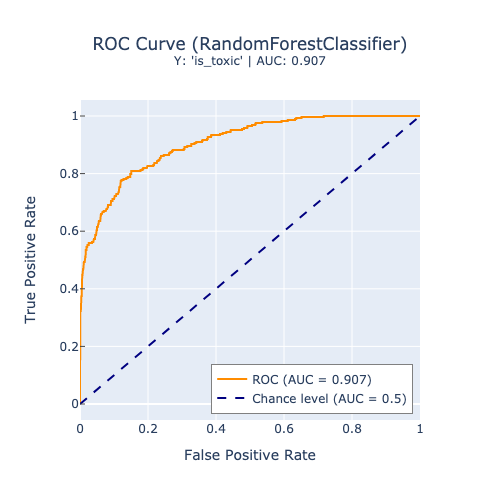 ROC Curve (RandomForestClassifier)
Y: 'is_toxic' | AUC: 0.907
True Positive Rate
1
0.8
0.6
0.4
0.2
0
ROC (AUC = 0.907)
Chance level (AUC = 0.5)
0 0.2 0.4 0.6 0.8 1
False Positive Rate